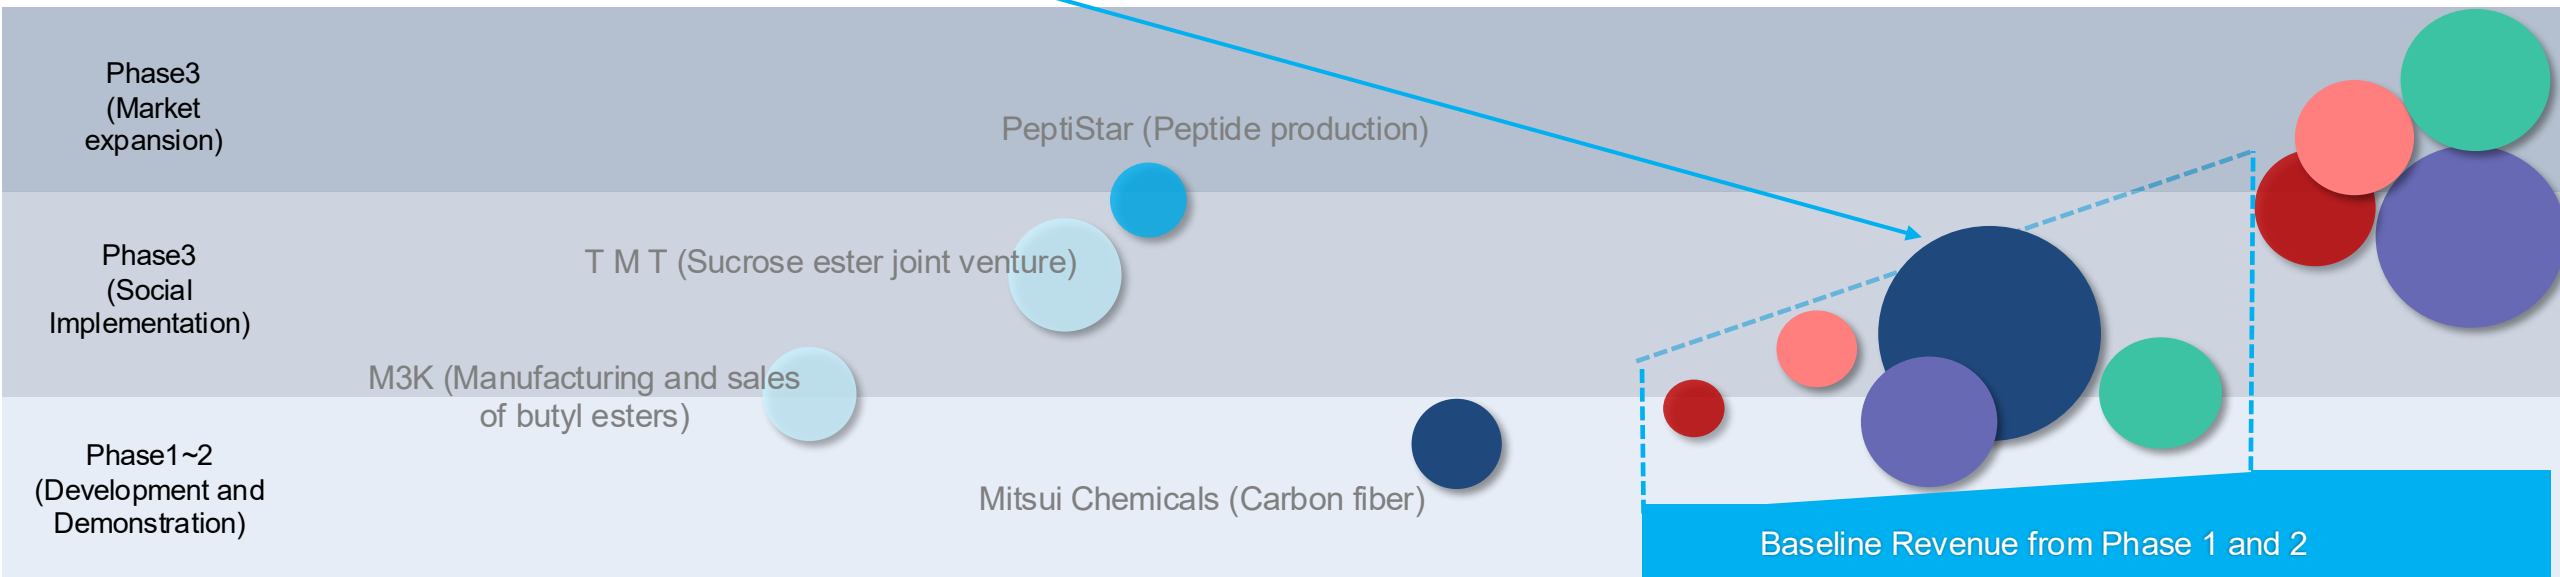 Phase3
(Market
expansion)
PeptiStar (Peptide production)
Phase3
(Social
Implementation)
T M T (Sucrose ester joint venture)
M3K (Manufacturing and sales
of butyl esters)
Phase1~2
(Development and
Demonstration)
Mitsui Chemicals (Carbon fiber)
Baseline Revenue from Phase 1 and 2